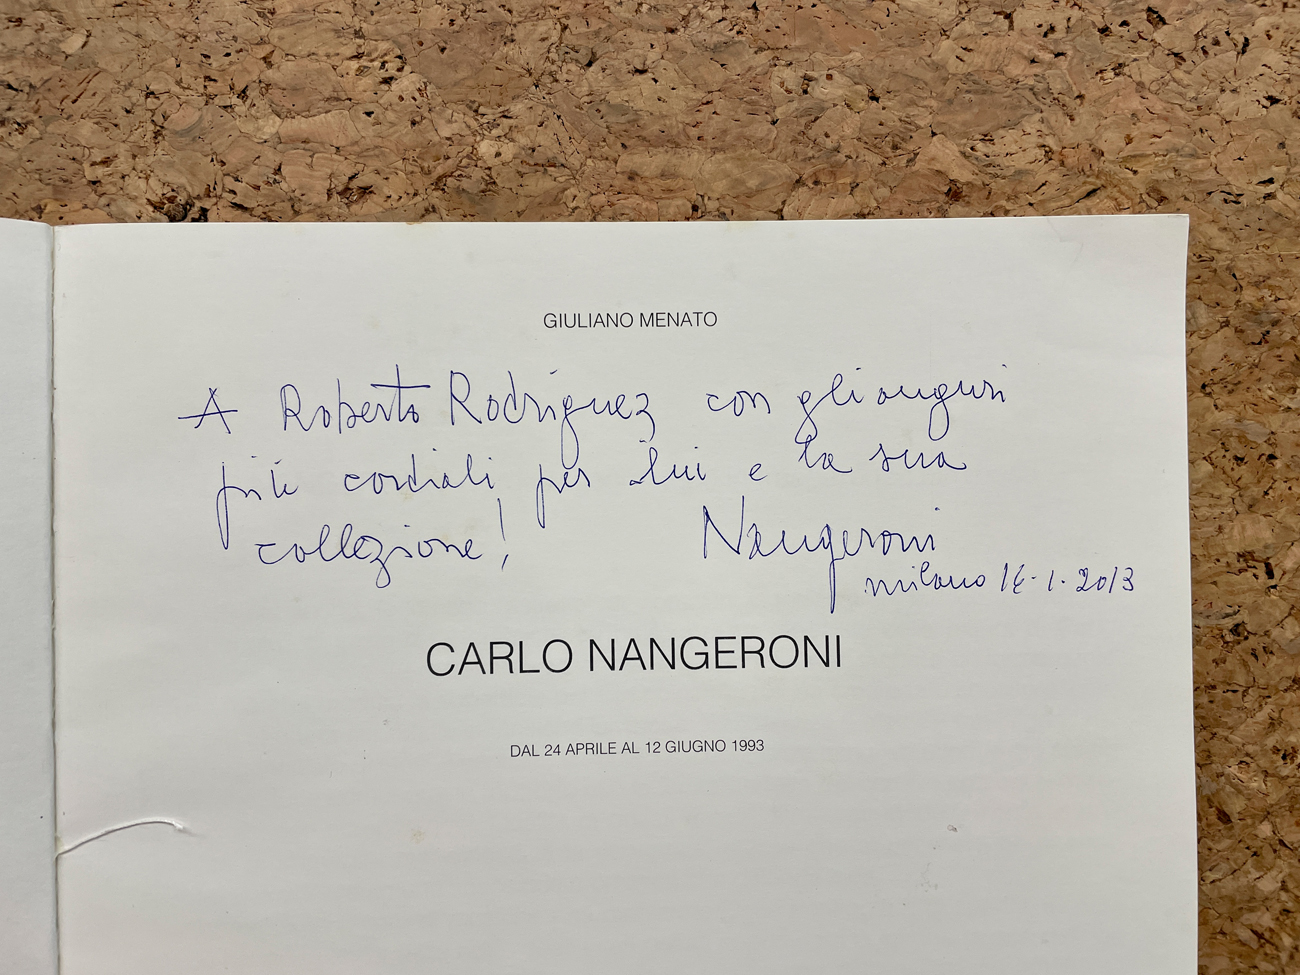 GIULIANO MENATO
A Roberto Rodriguez con gli auguri
più cordiali per lui e la sua
collezione!
Nangeroni
milano 1-2013
CARLO NANGERONI
DAL 24 APRILE AL 12 GIUGNO 1993